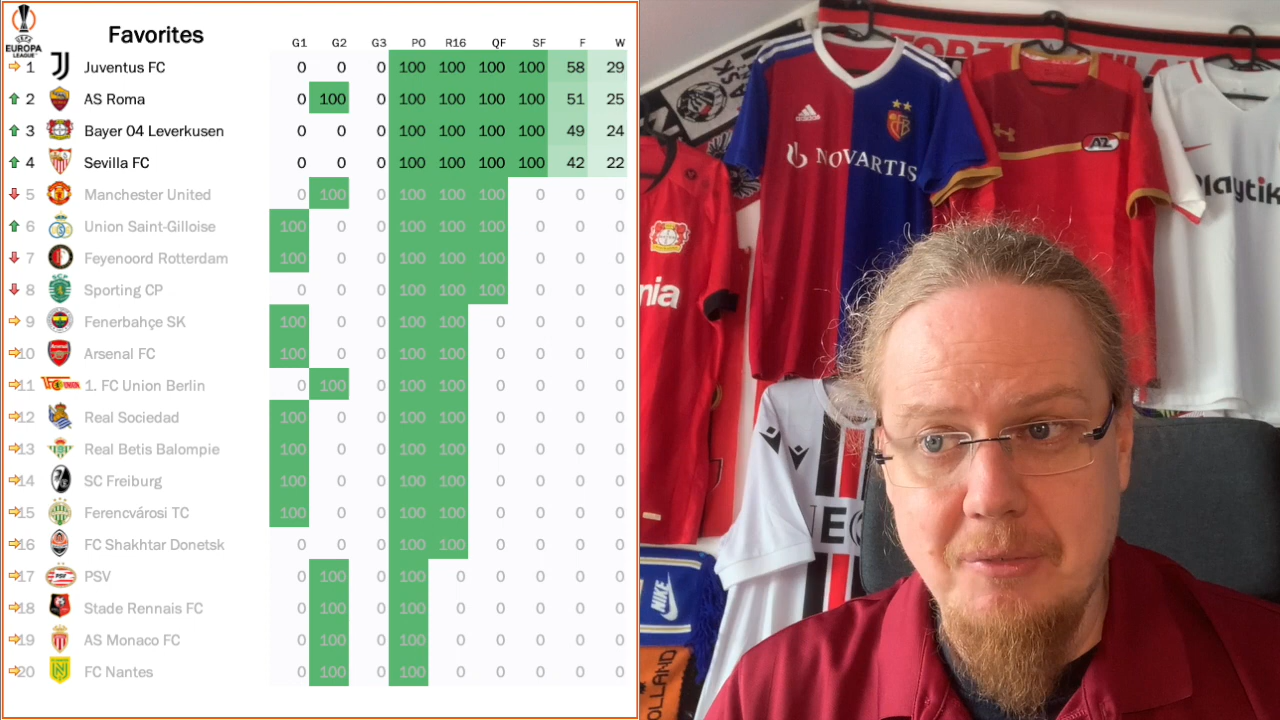 EUROPA
LEAGUE
Favorites
G1 G2 G3 PO R16 QF SF F W
1 Juventus FC 0 0 0 100 100 100 100 58 29
2 AS Roma 0 100 0 100 100 100 100 51 25
3 Bayer 04 Leverkusen 0 0 0 100 100 100 100 49 24
4 Sevilla FC 0 0 0 100 100 100 100 42 22
5 Manchester United 0 100 0 100 100 100 0 0 0
6 Union Saint-Gilloise 100 0 0 100 100 100 0 0 0
7 Feyenoord Rotterdam 100 0 0 100 100 100 0 0 0
8 Sporting CP 0 0 0 100 100 100 0 0 0
9 Fenerbahçe SK 100 0 0 100 100 0 0 0 0
10 Arsenal FC 100 0 0 100 100 0 0 0 0
11 1. FC Union Berlin 0 100 0 100 100 0 0 0 0
12 Real Sociedad 100 0 0 100 100 0 0 0 0
13 Real Betis Balompie 100 0 0 100 100 0 0 0 0
14 SC Freiburg 100 0 0 100 100 0 0 0 0
15 Ferencvárosi TC 100 0 0 100 100 0 0 0 0
16 FC Shakhtar Donetsk 0 0 0 100 100 0 0 0 0
17 PSV 0 100 0 100 0 0 0 0 0
18 Stade Rennais FC 0 100 0 100 0 0 0 0 0
19 AS Monaco FC 0 100 0 100 0 0 0 0 0
20 FC Nantes 0 100 0 100 0 0 0 0 0
adidas
NOVARTIS
FCB
AZ
playtik
nia
NIKE
OLLAND